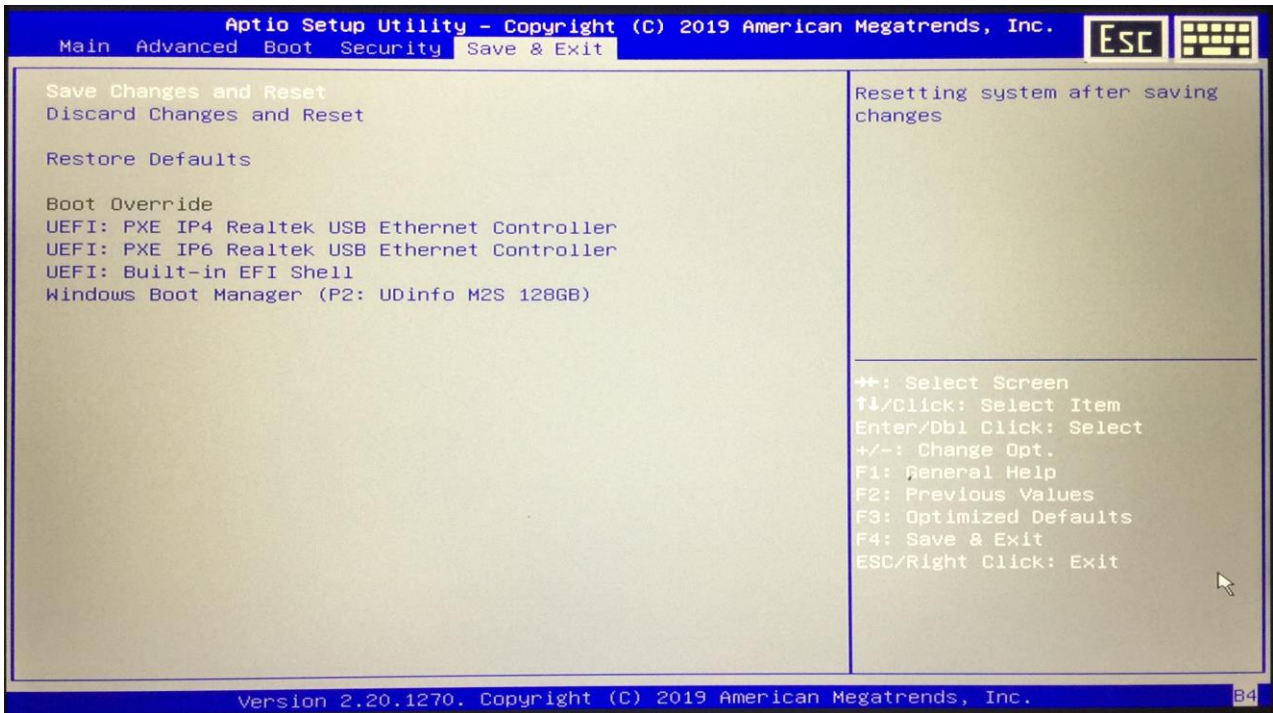 Aptio Setup Utility – Copyright (C) 2019 American Megatrends, Inc.
Esc
Main Advanced Boot Security Save & Exit
Save Changes and Reset
Discard Changes and Reset
Restore Defaults
Boot Override
UEFI: PXE IP4 Realtek USB Ethernet Controller
UEFI: PXE IP6 Realtek USB Ethernet Controller
UEFI: Built-in EFI Shell
Windows Boot Manager (P2: UDinfo M2S 128GB)
Resetting system after saving
changes
→←: Select Screen
↑↓/Click: Select Item
Enter/Dbl Click: Select
+/-: Change Opt.
F1: General Help
F2: Previous Values
F3: Optimized Defaults
F4: Save & Exit
ESC/Right Click: Exit
Version 2.20.1270. Copyright (C) 2019 American Megatrends, Inc.
B4